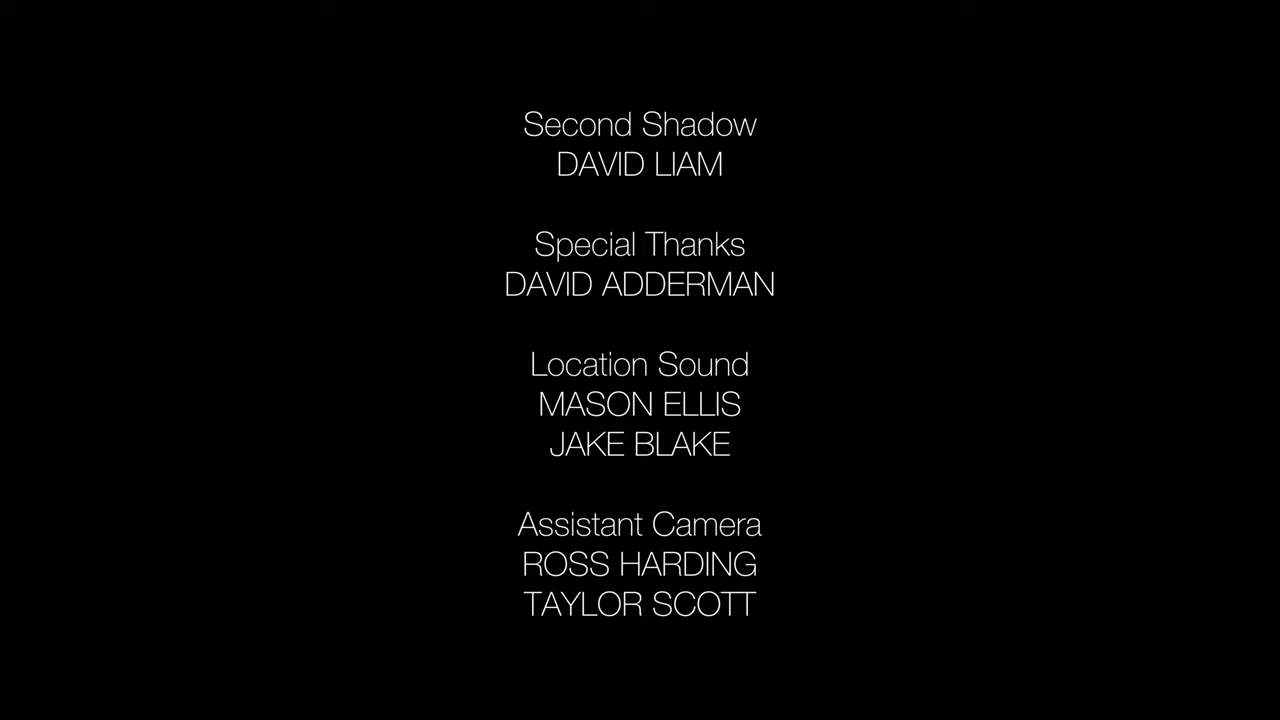 Second Shadow
DAVID LIAM
Special Thanks
DAVID ADDERMAN
Location Sound
MASON ELLIS
JAKE BLAKE
Assistant Camera
ROSS HARDING
TAYLOR SCOTT